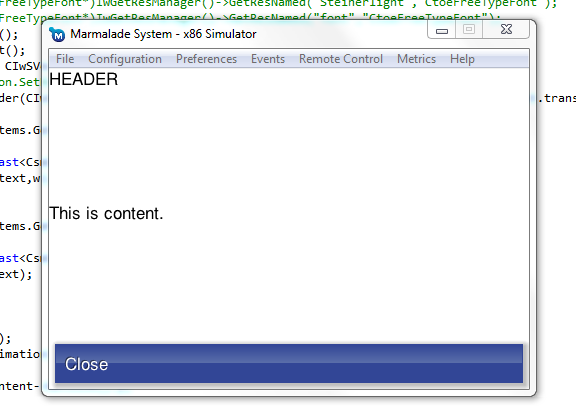 FreeTypeFont*)IwGetResManager()->GetResNamed("Steinerlight","CtoeFreeTypeFont");
FreeTypeFont*)IwGetResManager()->GetResNamed("font","CtoeFreeTypeFont");
();
Marmalade System - x86 Simulator
t();
File Configuration Preferences Events Remote Control Metrics Help
CIwSV
on.Set
HEADER
der(CI .trans
tems.G
ast<Cs
text,w
This is content.
tems.G
ast<Cs
ext);
);
imation
Close
ntent-